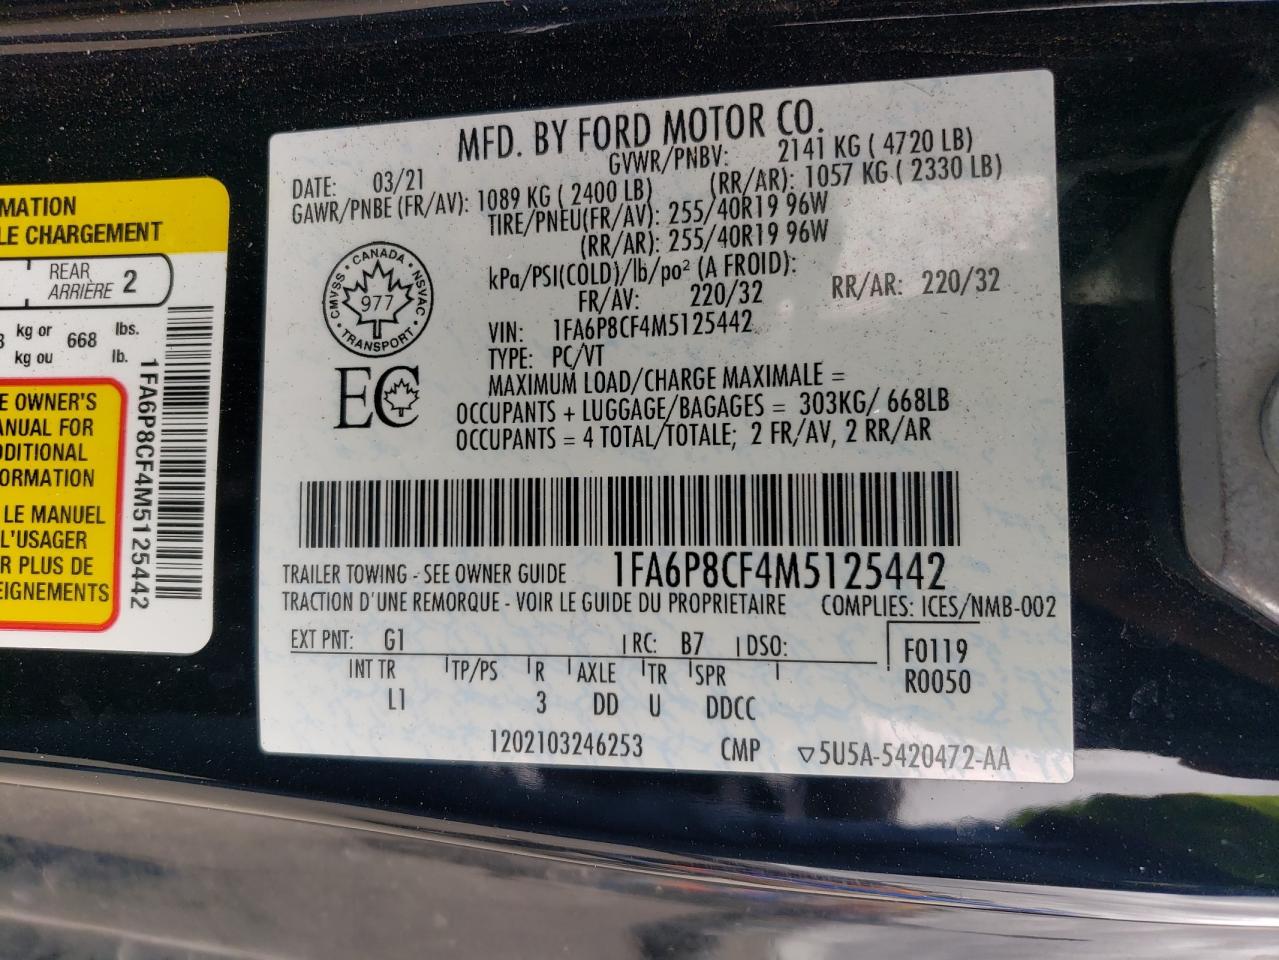 MATION
LE CHARGEMENT
REAR
ARRIÈRE 2
kg or 668 lbs.
kg ou lb.
E OWNER'S
ANUAL FOR
DDITIONAL
FORMATION
LE MANUEL
L'USAGER
R PLUS DE
EIGNEMENTS
1FA6P8CF4M5125442
MFD. BY FORD MOTOR CO.
DATE: 03/21 GVWR/PNBV: 2141 KG ( 4720 LB)
GAWR/PNBE (FR/AV): 1089 KG ( 2400 LB) (RR/AR): 1057 KG ( 2330 LB)
TIRE/PNEU(FR/AV): 255/40R19 96W
(RR/AR): 255/40R19 96W
kPa/PSI(COLD)/lb/po² (A FROID):
FR/AV: 220/32 RR/AR: 220/32
CANADA
CMVSS 977 NSVAC
TRANSPORT
VIN: 1FA6P8CF4M5125442
TYPE: PC/VT
EC
MAXIMUM LOAD/CHARGE MAXIMALE =
OCCUPANTS + LUGGAGE/BAGAGES = 303KG/ 668LB
OCCUPANTS = 4 TOTAL/TOTALE; 2 FR/AV, 2 RR/AR
TRAILER TOWING - SEE OWNER GUIDE 1FA6P8CF4M5125442
TRACTION D'UNE REMORQUE - VOIR LE GUIDE DU PROPRIETAIRE COMPLIES: ICES/NMB-002
EXT PNT: G1 RC: B7 DSO: F0119
INT TR TP/PS R AXLE TR SPR R0050
L1 3 DD U DDCC
1202103246253 CMP ▽5U5A-5420472-AA